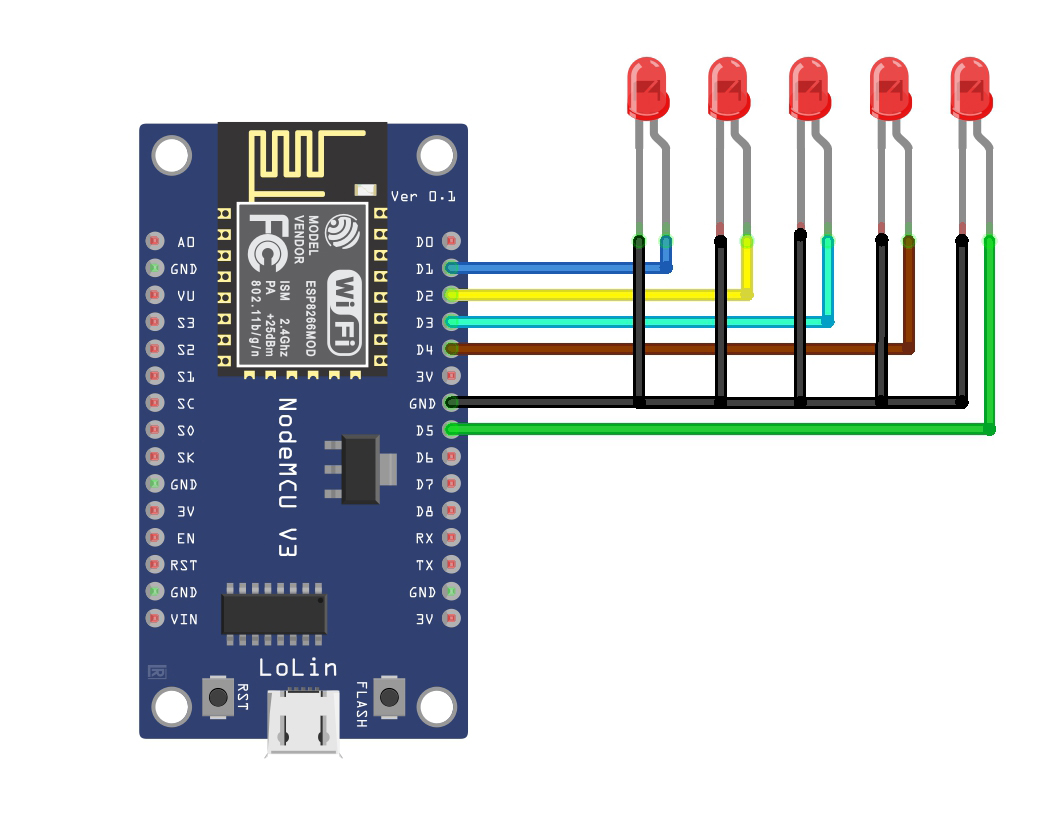 Ver 0.1
A0
GND
VU
S3
S2
S1
SC
S0
SK
GND
3V
EN
RST
GND
VIN
FC
MODEL
VENDOR
ISM 2.4Ghz
PA +25dBm
802.11b/g/n
WiFi
ESP8266MOD
D0
D1
D2
D3
D4
3V
GND
D5
D6
D7
D8
RX
TX
GND
3V
NodeMCU V3
LoLin
RST
FLASH